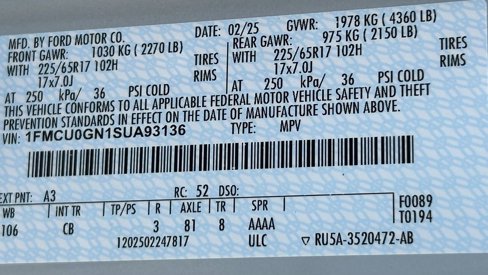 MFD. BY FORD MOTOR CO. DATE: 02/25 GVWR: 1978 KG (4360 LB)
FRONT GAWR: 1030 KG (2270 LB) REAR GAWR: 975 KG (2150 LB)
WITH 225/65R17 102H TIRES WITH 225/65R17 102H TIRES
17x7.0J RIMS 17x7.0J RIMS
AT 250 kPa/ 36 PSI COLD AT 250 kPa/ 36 PSI COLD
THIS VEHICLE CONFORMS TO ALL APPLICABLE FEDERAL MOTOR VEHICLE SAFETY AND THEFT
PREVENTION STANDARDS IN EFFECT ON THE DATE OF MANUFACTURE SHOWN ABOVE.
VIN: 1FMCU0GN1SUA93136 TYPE: MPV
EXT PNT: A3 RC: 52 DSO:
WB INT TR TP/PS R AXLE TR SPR F0089
106 CB 3 81 8 AAAA T0194
1202502247817 ULC ▽ RU5A-3520472-AB